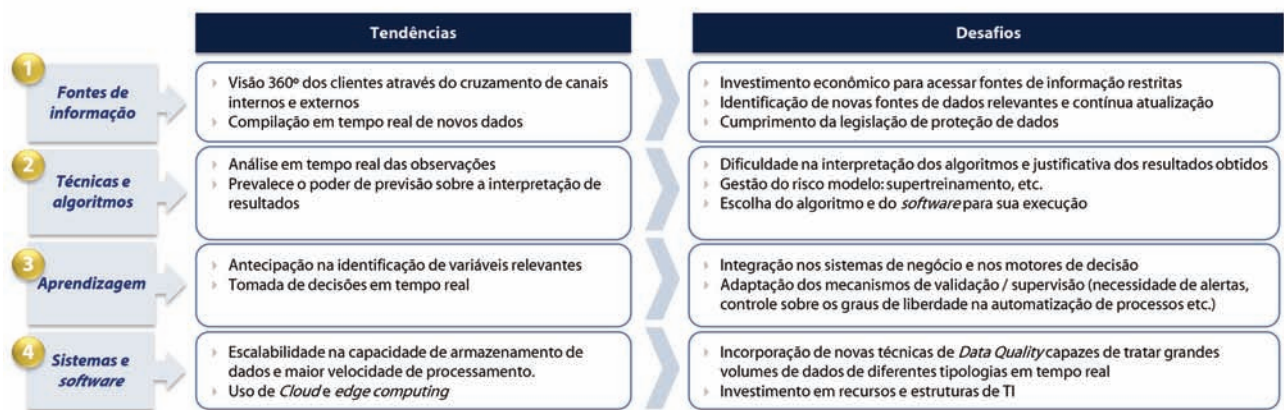 Tendências
Desafios
1
Fontes de
informação
Visão 360º dos clientes através do cruzamento de canais
internos e externos
Compilação em tempo real de novos dados
Investimento econômico para acessar fontes de informação restritas
Identificação de novas fontes de dados relevantes e contínua atualização
Cumprimento da legislação de proteção de dados
2
Técnicas e
algoritmos
Análise em tempo real das observações
Prevalece o poder de previsão sobre a interpretação de
resultados
Dificuldade na interpretação dos algoritmos e justificativa dos resultados obtidos
Gestão do risco modelo: supertreinamento, etc.
Escolha do algoritmo e do software para sua execução
3
Aprendizagem
Antecipação na identificação de variáveis relevantes
Tomada de decisões em tempo real
Integração nos sistemas de negócio e nos motores de decisão
Adaptação dos mecanismos de validação / supervisão (necessidade de alertas,
controle sobre os graus de liberdade na automatização de processos etc.)
4
Sistemas e
software
Escalabilidade na capacidade de armazenamento de
dados e maior velocidade de processamento.
Uso de Cloud e edge computing
Incorporação de novas técnicas de Data Quality capazes de tratar grandes
volumes de dados de diferentes tipologias em tempo real
Investimento em recursos e estruturas de TI